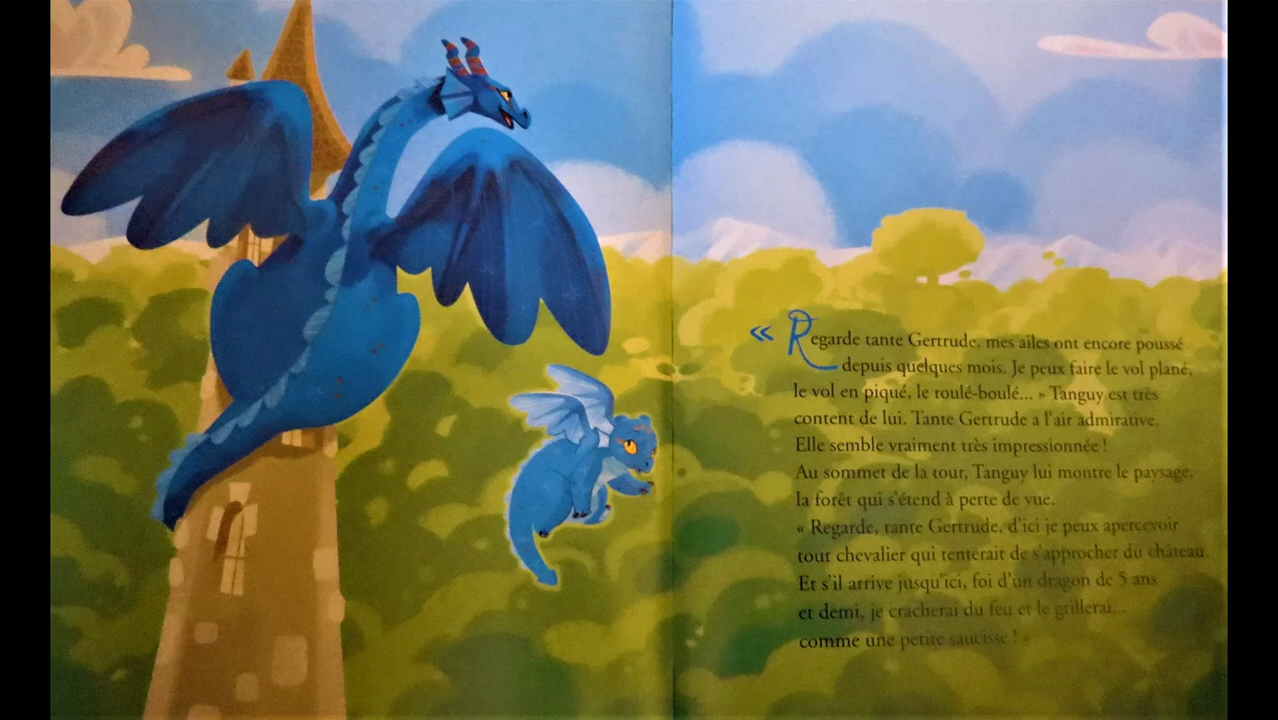 « Regarde tante Gertrude, mes ailes ont encore poussé
depuis quelques mois. Je peux faire le vol plané,
le vol en piqué, le roulé-boulé... » Tanguy est très
content de lui. Tante Gertrude a l'air admirative.
Elle semble vraiment très impressionnée !
Au sommet de la tour, Tanguy lui montre le paysage,
la forêt qui s'étend à perte de vue.
« Regarde, tante Gertrude, d'ici je peux apercevoir
tout chevalier qui tenterait de s'approcher du château.
Et s'il arrive jusqu'ici, foi d'un dragon de 5 ans
et demi, je cracherai du feu et le grillerai...
comme une petite saucisse ! »